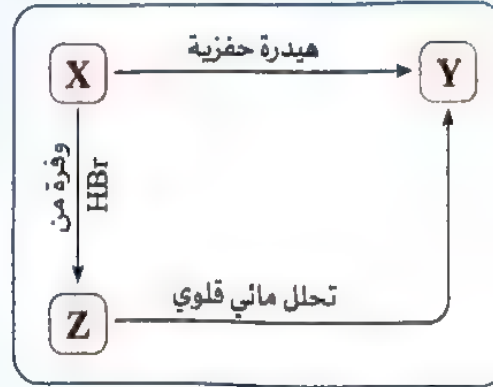 هيدرة حفزية
X
Y
وفرة من
HBr
تحلل مائي قلوي
Z